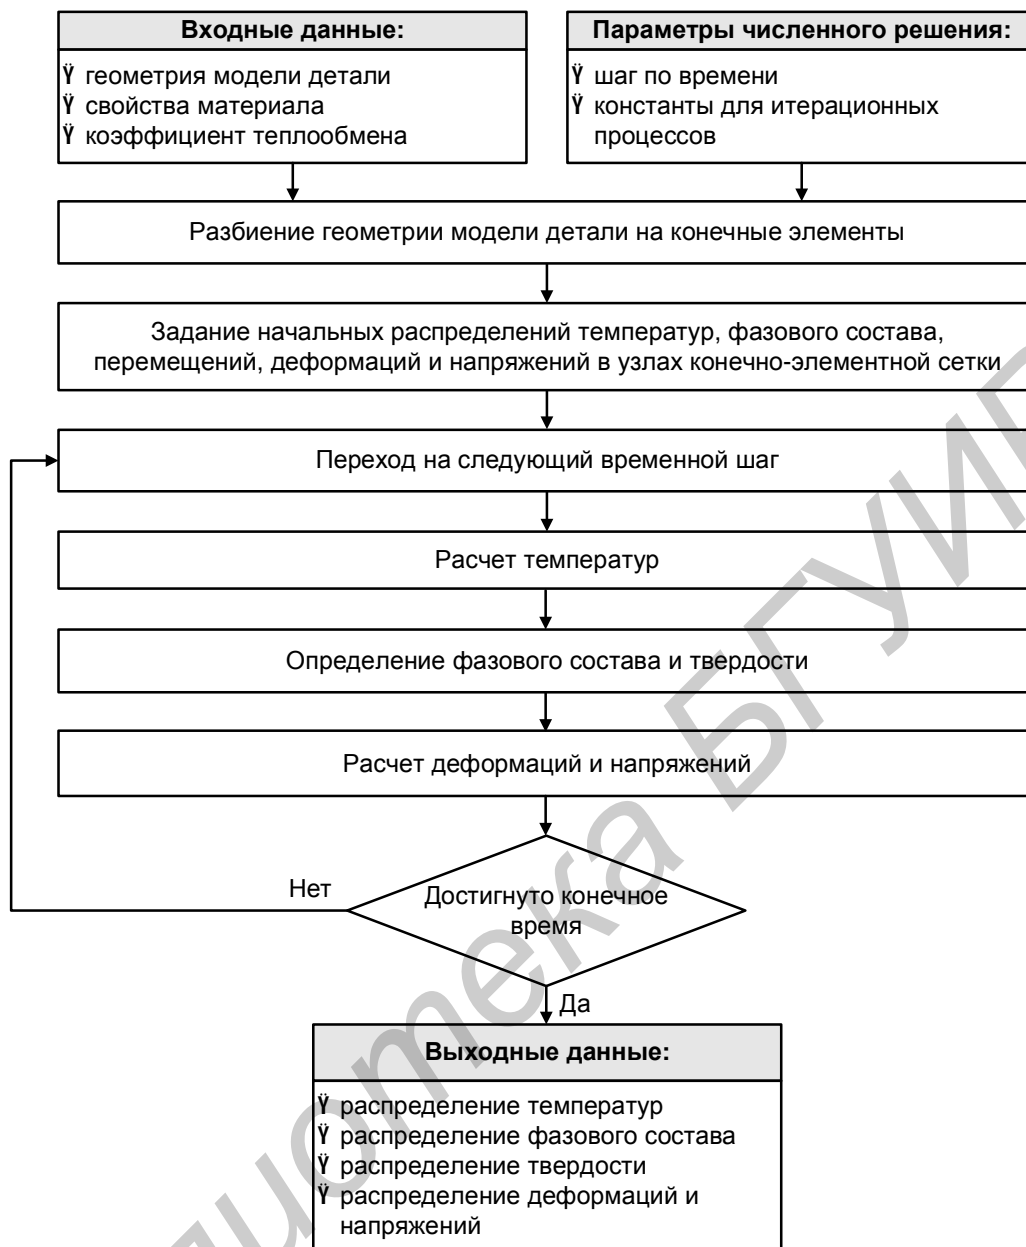 Входные данные:
Ÿ геометрия модели детали
Ÿ свойства материала
Ÿ коэффициент теплообмена
Параметры численного решения:
Ÿ шаг по времени
Ÿ константы для итерационных
процессов
Разбиение геометрии модели детали на конечные элементы
Задание начальных распределений температур, фазового состава,
перемещений, деформаций и напряжений в узлах конечно-элементной сетки
Переход на следующий временной шаг
Расчет температур
Определение фазового состава и твердости
Расчет деформаций и напряжений
Нет
Достигнуто конечное
время
Да
Выходные данные:
Ÿ распределение температур
Ÿ распределение фазового состава
Ÿ распределение твердости
Ÿ распределение деформаций и
напряжений